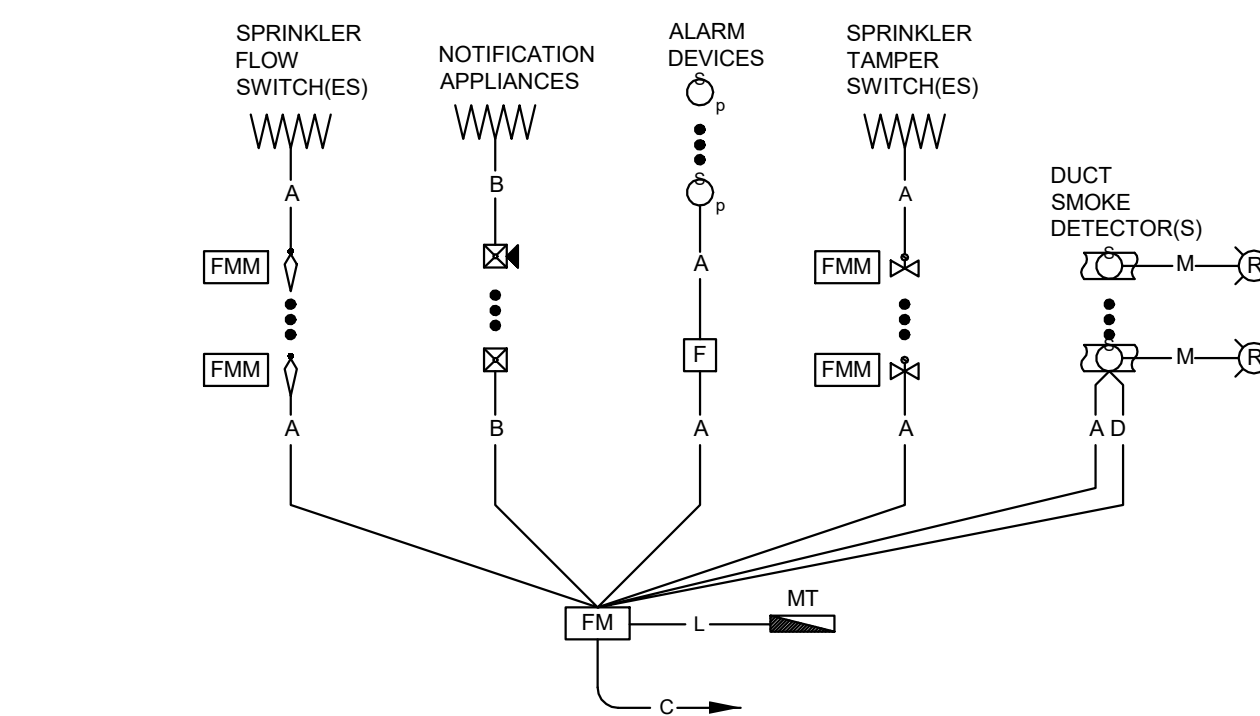 SPRINKLER
FLOW
SWITCH(ES)
NOTIFICATION
APPLIANCES
ALARM
DEVICES
SPRINKLER
TAMPER
SWITCH(ES)
DUCT
SMOKE
DETECTOR(S)
S
p
S
p
A
B
A
A
FMM
FMM
S
M
R
FMM
F
FMM
S
M
R
A
B
A
A
A D
FM
L
MT
C